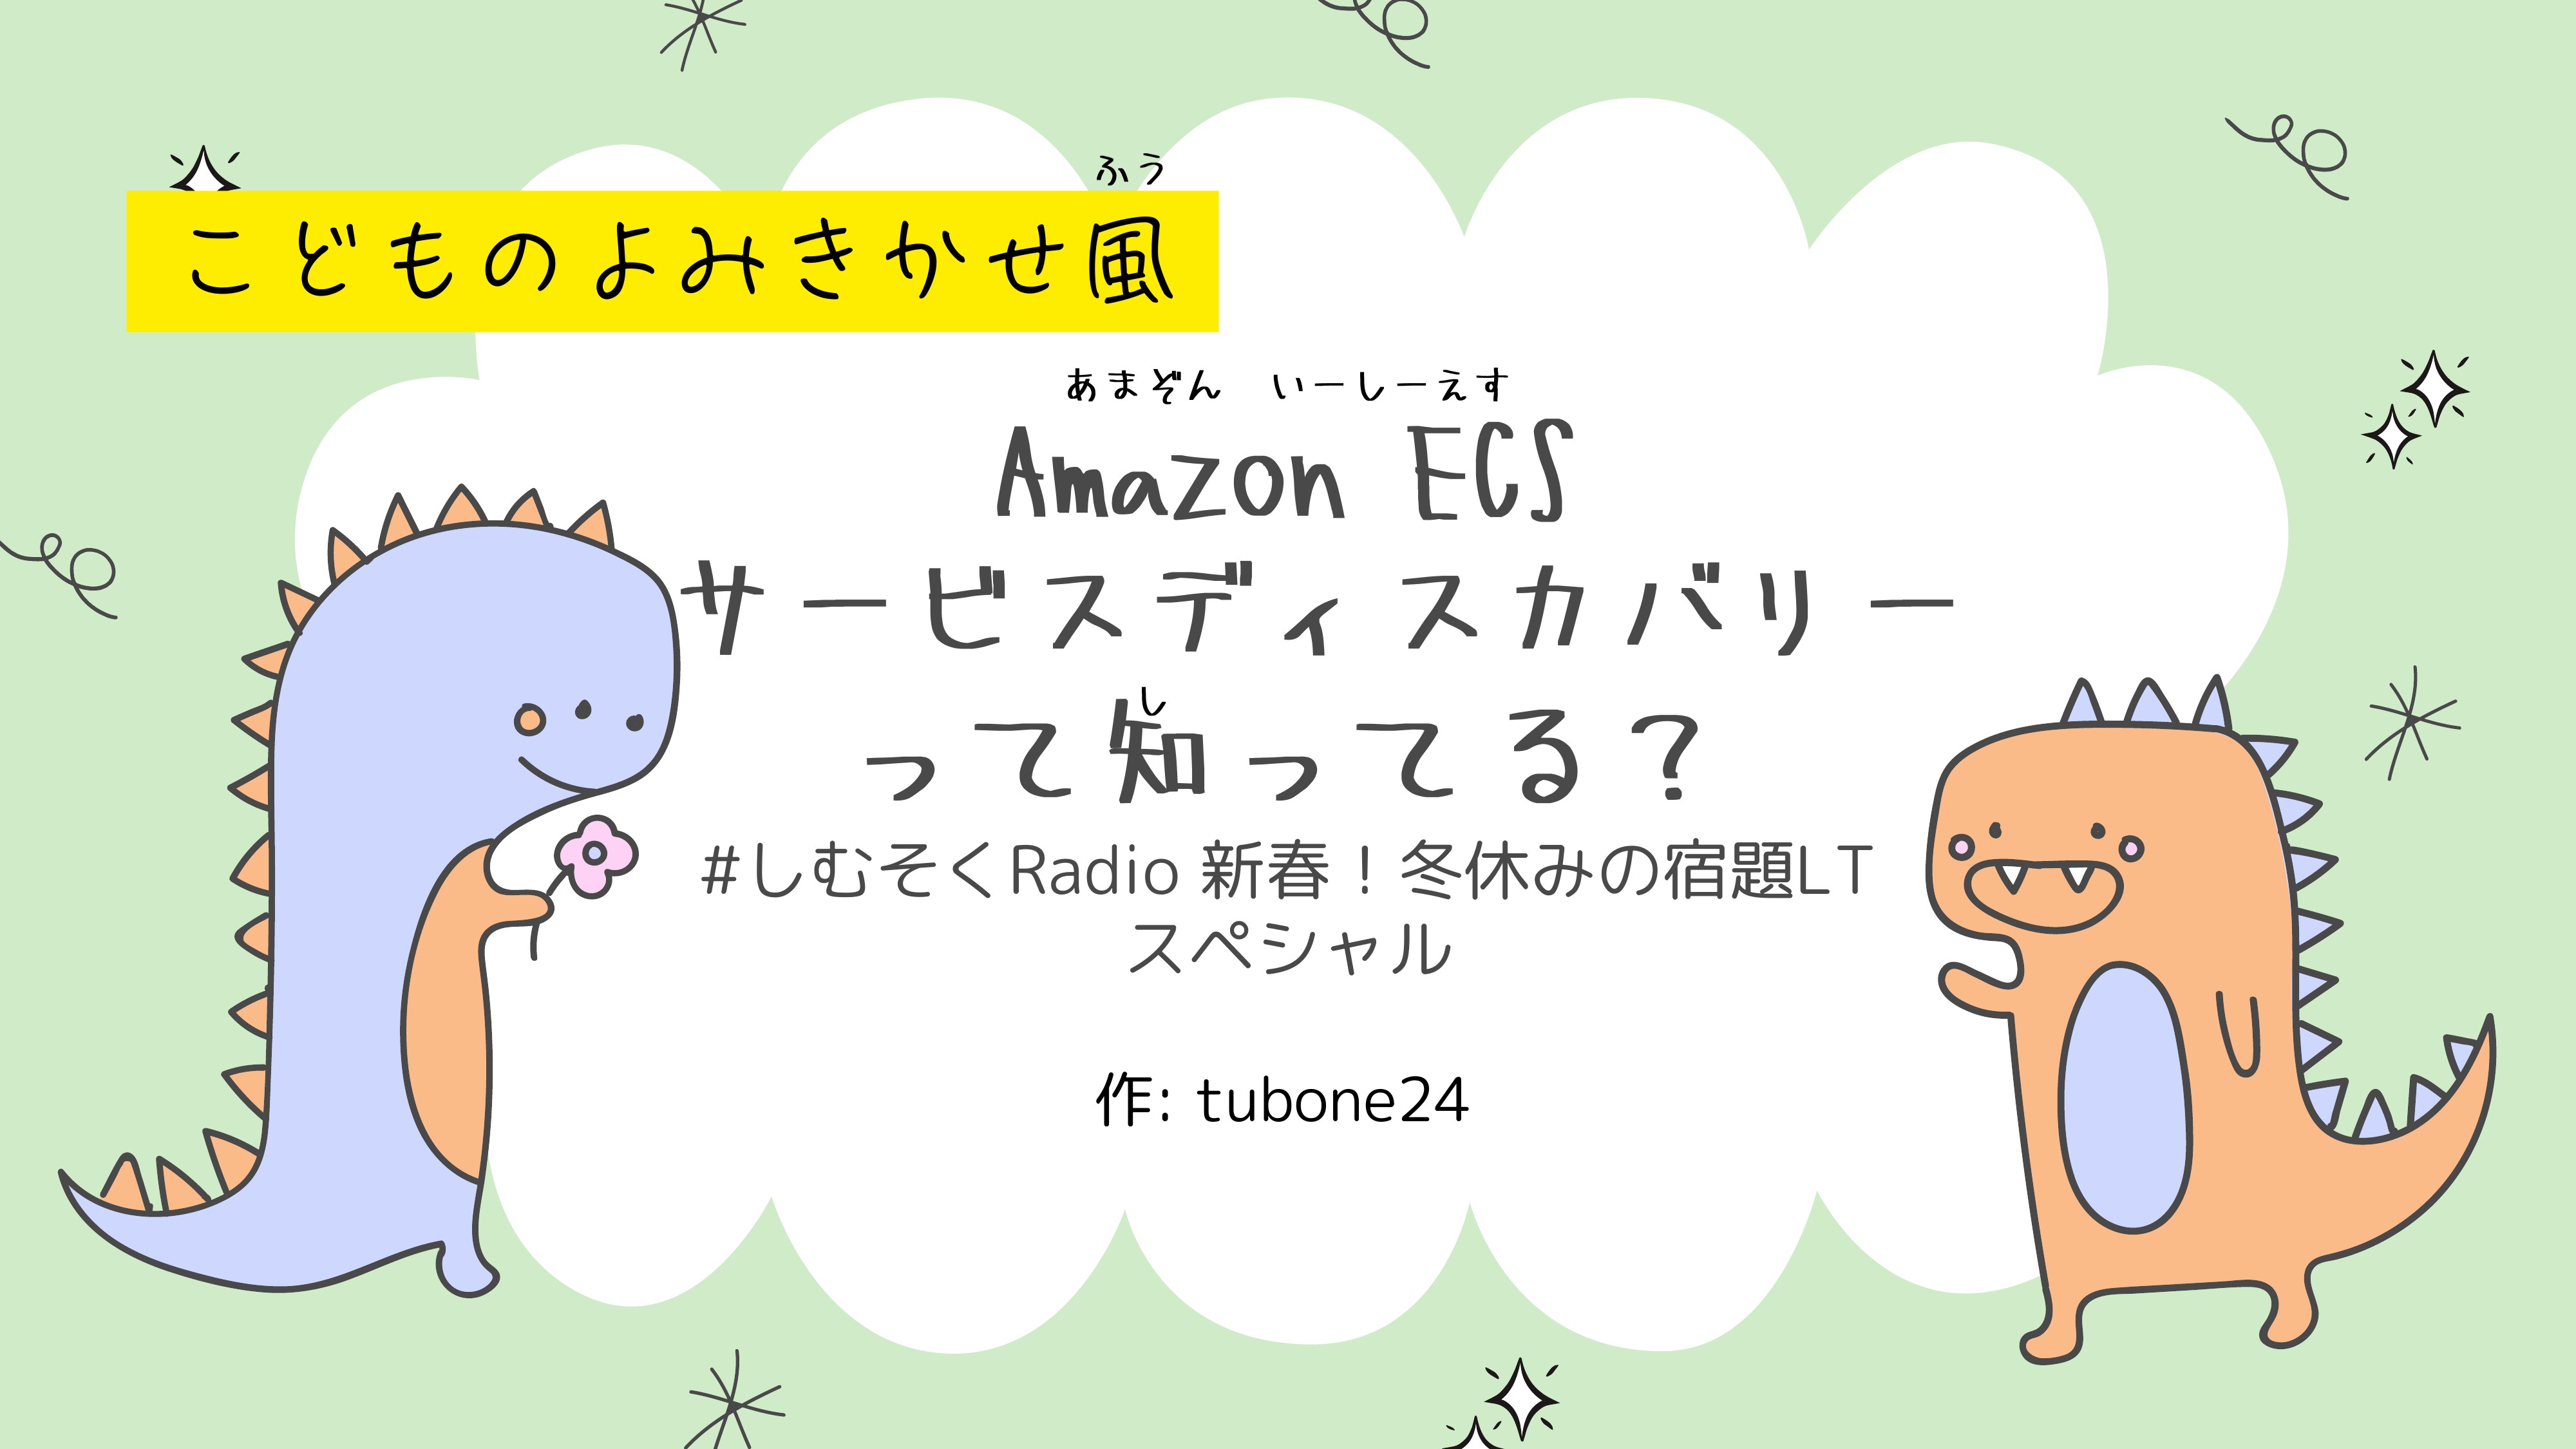 ふう
こどものよみきかせ風
あまぞん　いーしーえす
Amazon ECS
サービスディスカバリー
し
って知ってる？
#しむそくRadio 新春！冬休みの宿題LT
スペシャル
作: tubone24